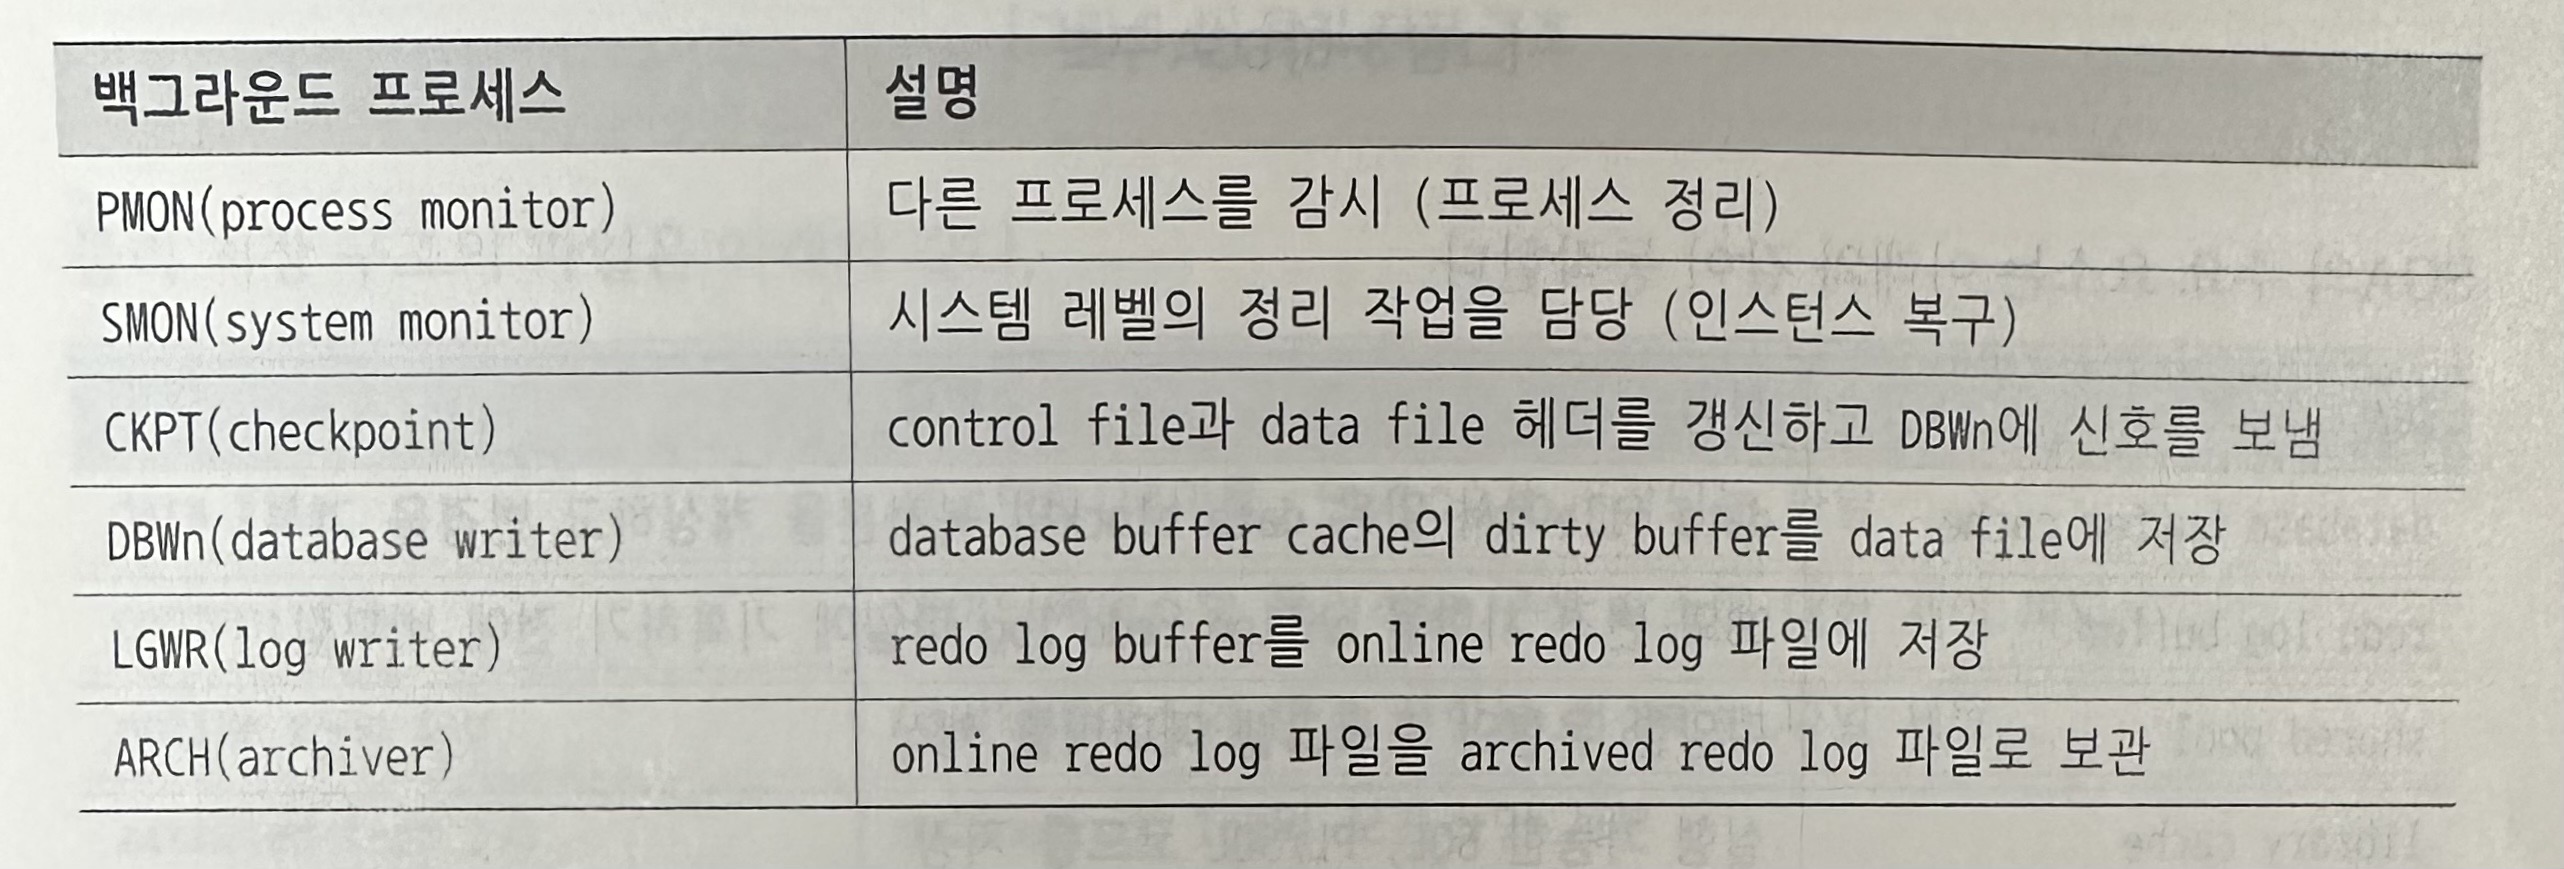 백그라운드 프로세스 설명
PMON(process monitor) 다른 프로세스를 감시 (프로세스 정리)
SMON(system monitor) 시스템 레벨의 정리 작업을 담당 (인스턴스 복구)
CKPT(checkpoint) control file과 data file 헤더를 갱신하고 DBWn에 신호를 보냄
DBWn(database writer) database buffer cache의 dirty buffer를 data file에 저장
LGWR(log writer) redo log buffer를 online redo log 파일에 저장
ARCH(archiver) online redo log 파일을 archived redo log 파일로 보관